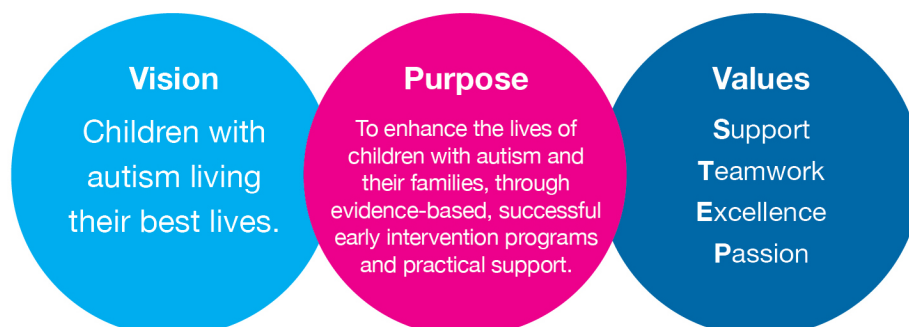 Vision
Children with
autism living
their best lives.
Purpose
To enhance the lives of
children with autism and
their families, through
evidence-based, successful
early intervention programs
and practical support.
Values
Support
Teamwork
Excellence
Passion